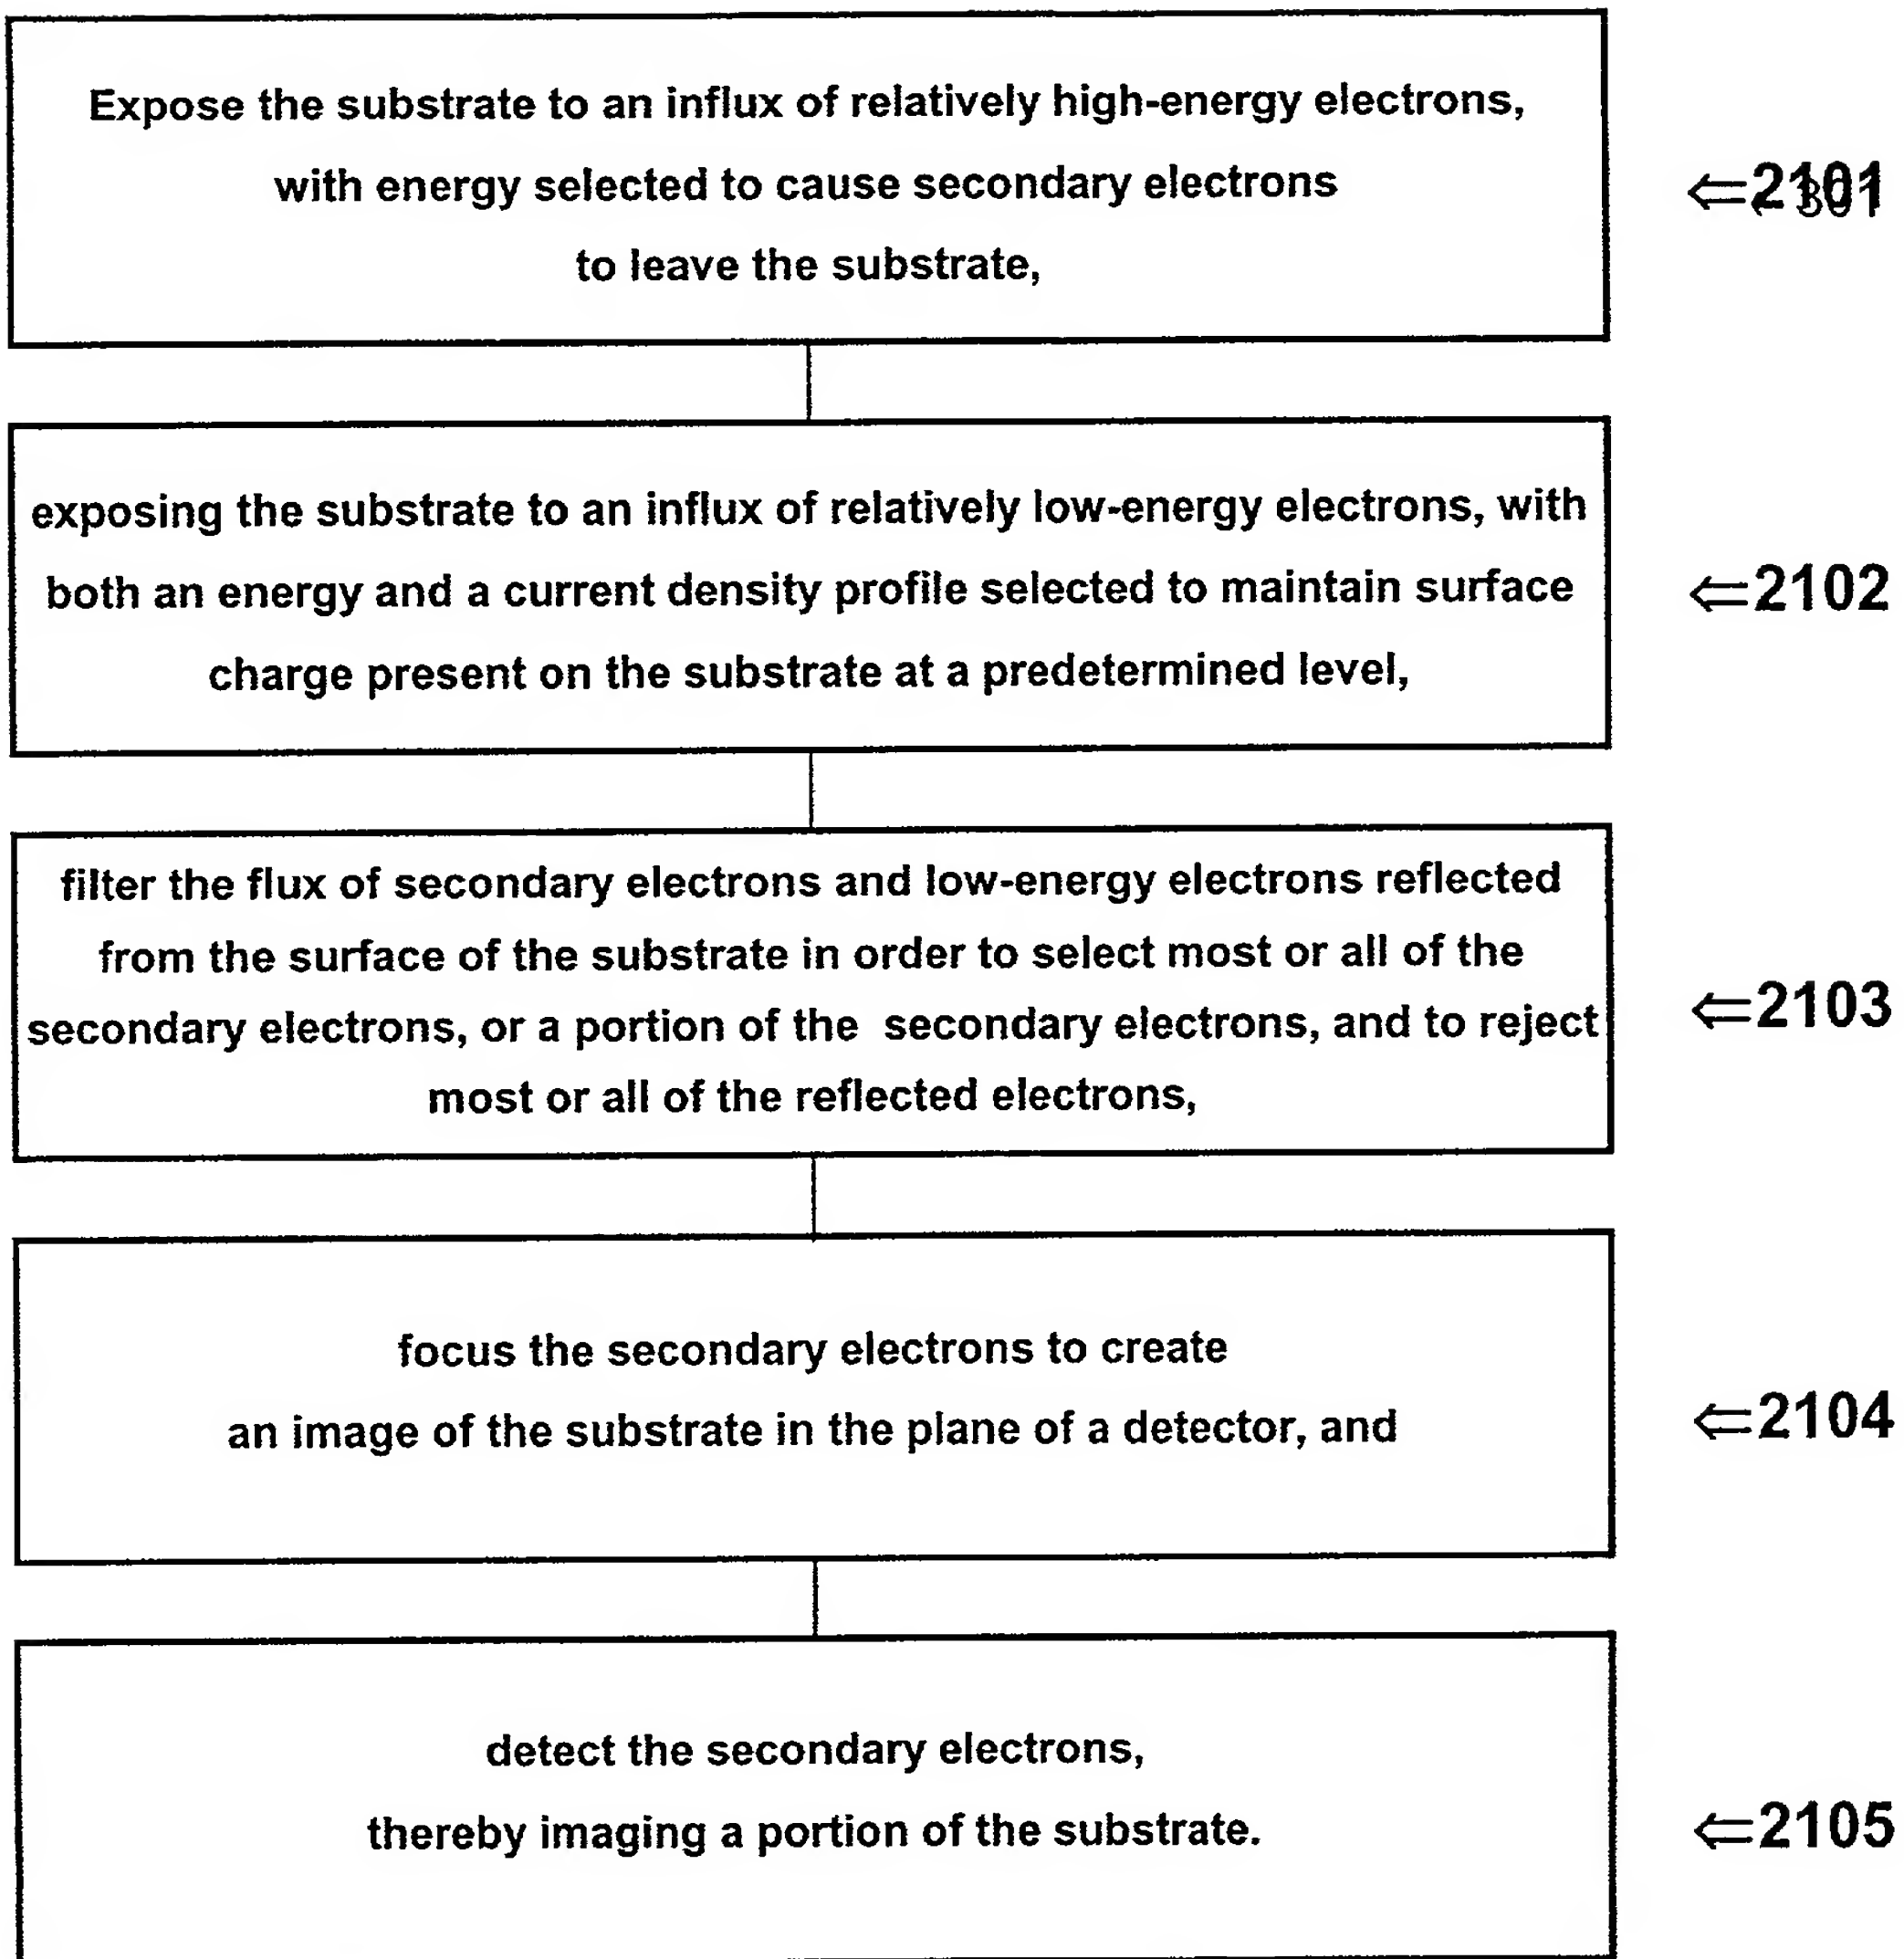 Expose the substrate to an influx of relatively high-energy electrons,
with energy selected to cause secondary electrons
to leave the substrate,
⇐2101
exposing the substrate to an influx of relatively low-energy electrons, with
both an energy and a current density profile selected to maintain surface
charge present on the substrate at a predetermined level,
⇐2102
filter the flux of secondary electrons and low-energy electrons reflected
from the surface of the substrate in order to select most or all of the
secondary electrons, or a portion of the secondary electrons, and to reject
most or all of the reflected electrons,
⇐2103
focus the secondary electrons to create
an image of the substrate in the plane of a detector, and
⇐2104
detect the secondary electrons,
thereby imaging a portion of the substrate.
⇐2105